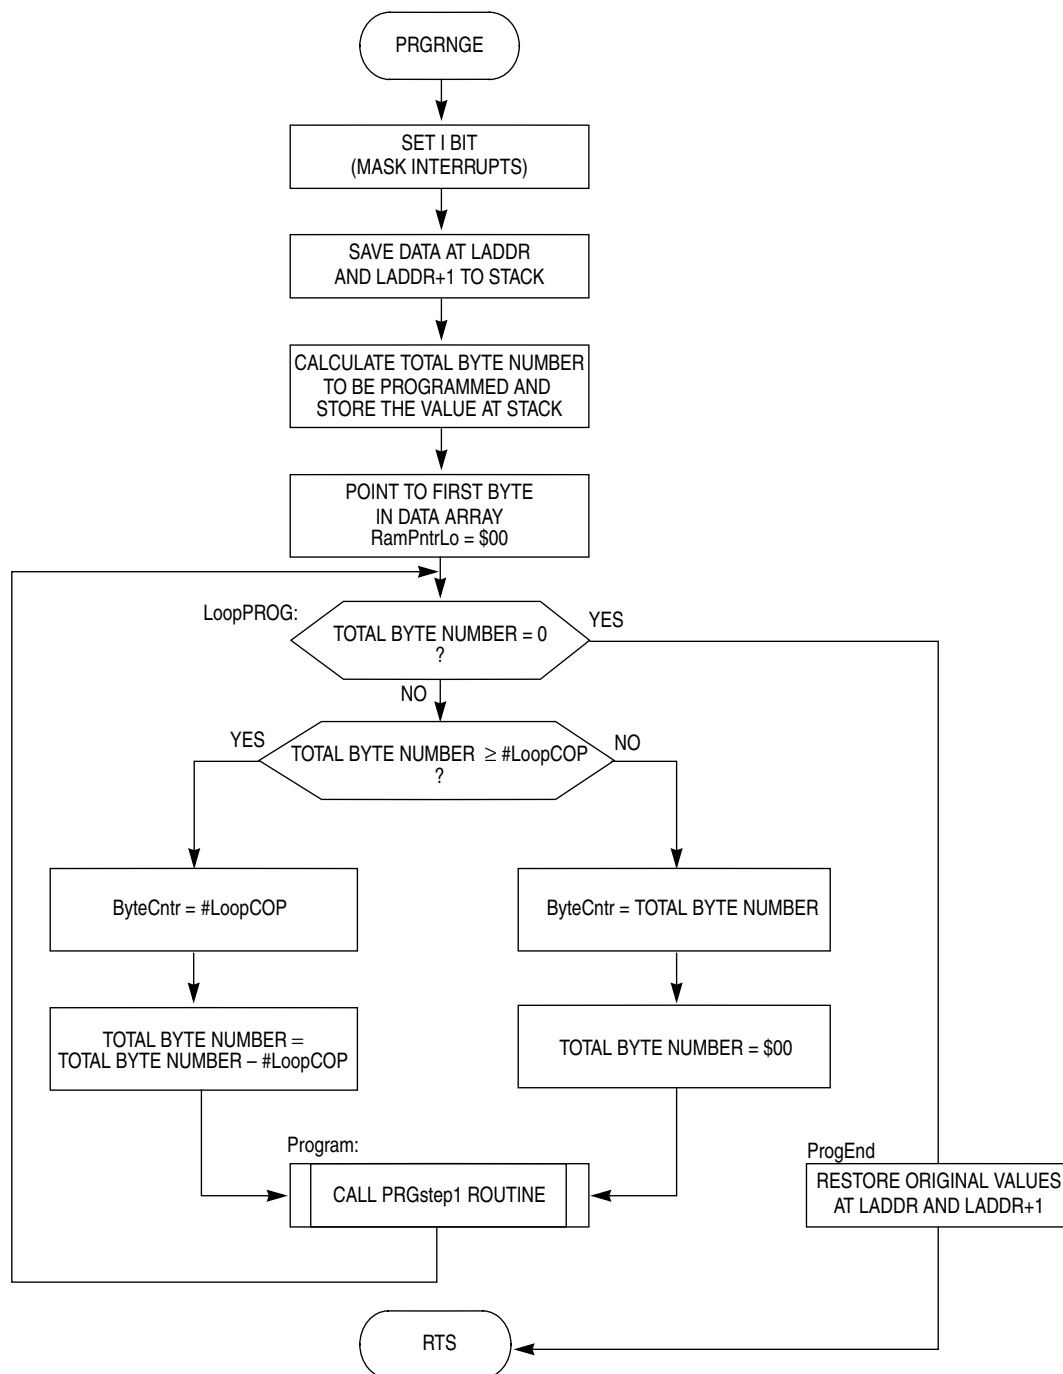 PRGRNGE
SET I BIT
(MASK INTERRUPTS)
SAVE DATA AT LADDR
AND LADDR+1 TO STACK
CALCULATE TOTAL BYTE NUMBER
TO BE PROGRAMMED AND
STORE THE VALUE AT STACK
POINT TO FIRST BYTE
IN DATA ARRAY
RamPntrLo = $00
LoopPROG:
TOTAL BYTE NUMBER = 0
?
YES
NO
YES
TOTAL BYTE NUMBER ≥ #LoopCOP
?
NO
ByteCntr = #LoopCOP
ByteCntr = TOTAL BYTE NUMBER
TOTAL BYTE NUMBER =
TOTAL BYTE NUMBER – #LoopCOP
TOTAL BYTE NUMBER = $00
Program:
CALL PRGstep1 ROUTINE
ProgEnd
RESTORE ORIGINAL VALUES
AT LADDR AND LADDR+1
RTS